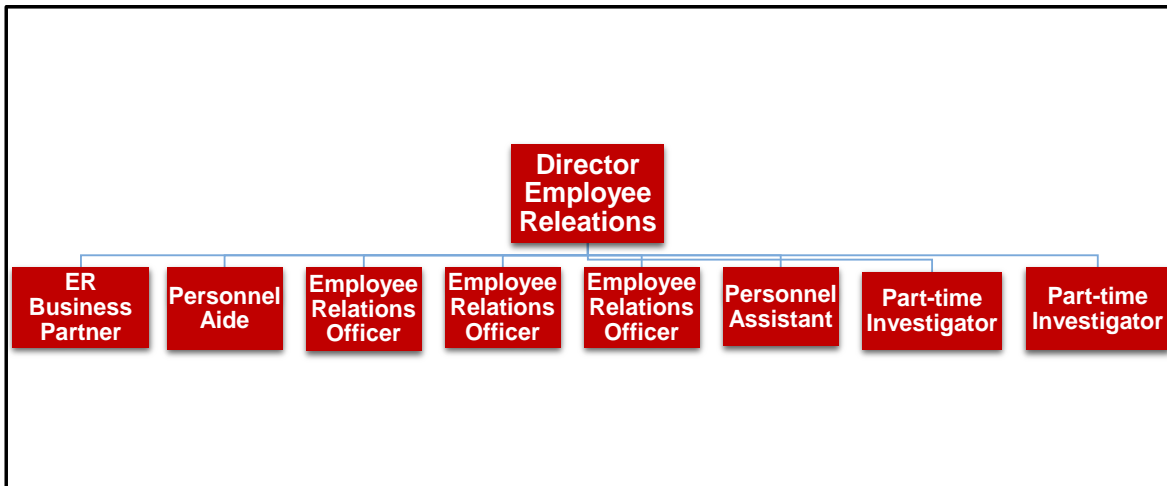 Director
Employee
Releations
ER
Business
Partner
Personnel
Aide
Employee
Relations
Officer
Employee
Relations
Officer
Employee
Relations
Officer
Personnel
Assistant
Part-time
Investigator
Part-time
Investigator